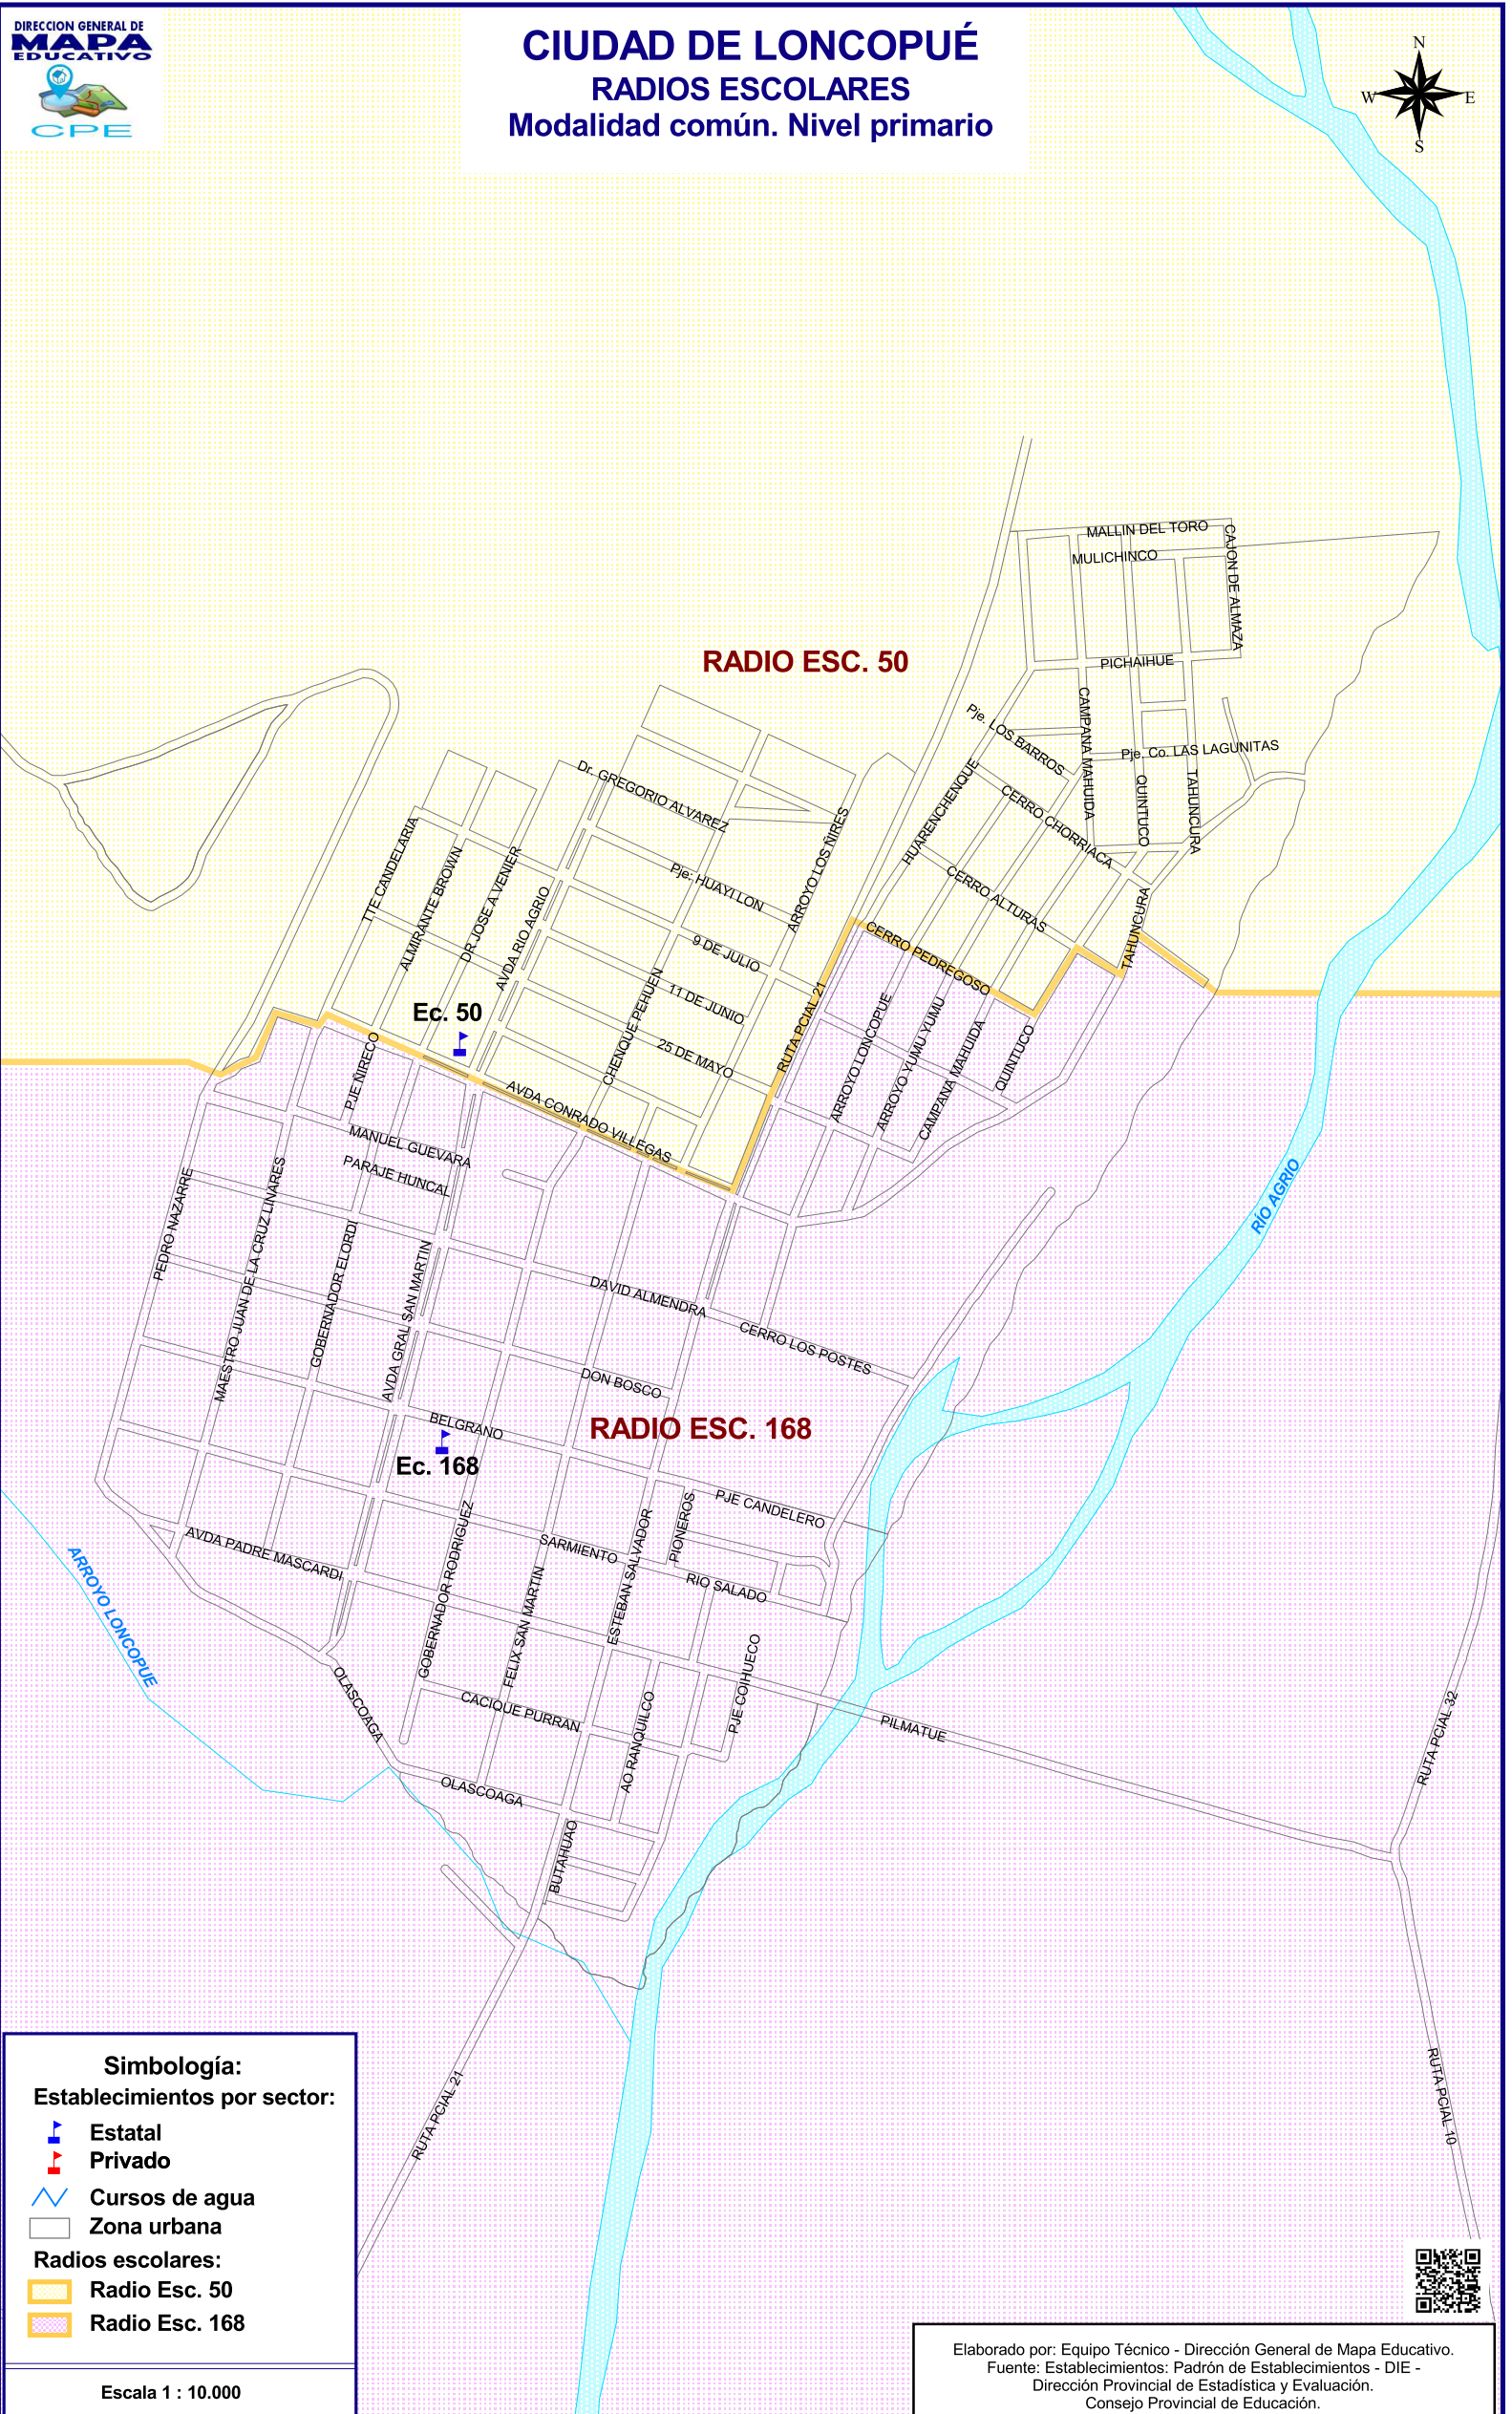 DIRECCION GENERAL DE
MAPA
EDUCATIVO
CPE
CIUDAD DE LONCOPUÉ
RADIOS ESCOLARES
Modalidad común. Nivel primario
N
W
E
S
MALLIN DEL TORO
MULICHINCO
CAJON DE ALMAZA
RADIO ESC. 50
PICHAIHUE
CAMPANA MAHUIDA
Pje. LOS BARROS
Pje. Co. LAS LAGUNITAS
QUINTUCO
TAHUNCURA
Dr. GREGORIO ALVAREZ
HUARENCHENQUE
CERRO CHORRIACA
TTE CANDELARIA
ALMIRANTE BROWN
DR JOSE A VENIER
AVDA RIO AGRIO
Pje: HUAYI LON
ARROYO LOS ÑIRES
CERRO ALTURAS
TAHUNCURA
9 DE JULIO
CERRO PEDREGOSO
11 DE JUNIO
CHENQUE PEHUEN
RUTA PCIAL 21
Ec. 50
25 DE MAYO
ARROYO LONCOPUE
ARROYO YUMU YUMU
CAMPANA MAHUIDA
QUINTUCO
PJE ÑIRECO
AVDA CONRADO VILLEGAS
MANUEL GUEVARA
PARAJE HUNCAL
PEDRO NAZARRE
MAESTRO JUAN DE LA CRUZ LINARES
GOBERNADOR ELORDI
AVDA GRAL SAN MARTIN
RÍO AGRIO
DAVID ALMENDRA
CERRO LOS POSTES
DON BOSCO
BELGRANO
RADIO ESC. 168
Ec. 168
PJE CANDELERO
PIONEROS
AVDA PADRE MASCARDI
SARMIENTO
RIO SALADO
GOBERNADOR RODRIGUEZ
FELIX SAN MARTIN
ESTEBAN SALVADOR
ARROYO LONCOPUE
OLASCOAGA
CACIQUE PURRAN
AO RANQUILCO
PJE COIHUECO
PILMATUE
RUTA PCIAL 32
OLASCOAGA
BUTAHUAO
RUTA PCIAL 21
RUTA PCIAL 10
Simbología:
Establecimientos por sector:
Estatal
Privado
Cursos de agua
Zona urbana
Radios escolares:
Radio Esc. 50
Radio Esc. 168
Escala 1 : 10.000
Elaborado por: Equipo Técnico - Dirección General de Mapa Educativo.
Fuente: Establecimientos: Padrón de Establecimientos - DIE -
Dirección Provincial de Estadística y Evaluación.
Consejo Provincial de Educación.